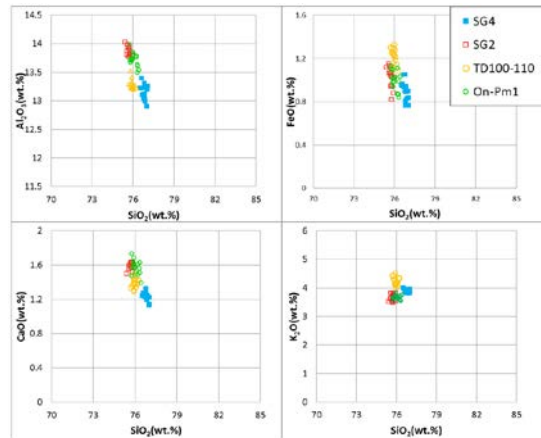 14.5
14
13.5
13
12.5
12
11.5
70 73 76 79 82 85
Al₂O₃(wt.%)
SiO₂(wt.%)
1.6
1.2
0.8
0.4
0
70 73 76 79 82 85
FeO(wt.%)
SiO₂(wt.%)
SG4
SG2
TD100-110
On-Pm1
2
1.6
1.2
0.8
0.4
0
70 73 76 79 82 85
CaO(wt.%)
SiO₂(wt.%)
6
5
4
3
2
1
0
70 73 76 79 82 85
K₂O(wt.%)
SiO₂(wt.%)